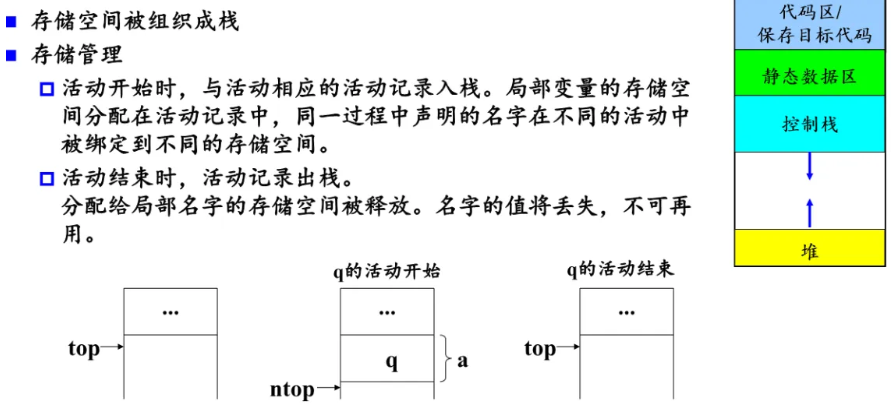 存储空间被组织成栈
存储管理
活动开始时，与活动相应的活动记录入栈。局部变量的存储空
间分配在活动记录中，同一过程中声明的名字在不同的活动中
被绑定到不同的存储空间。
活动结束时，活动记录出栈。
分配给局部名字的存储空间被释放。名字的值将丢失，不可再
用。
代码区/
保存目标代码
静态数据区
控制栈
堆
q的活动开始
q的活动结束
...
...
...
top
q
a
top
ntop